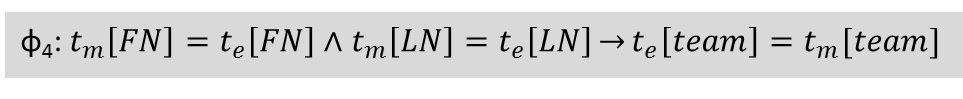 ϕ₄: tₘ[FN] = tₑ[FN] ∧ tₘ[LN] = tₑ[LN] → tₑ[team] = tₘ[team]